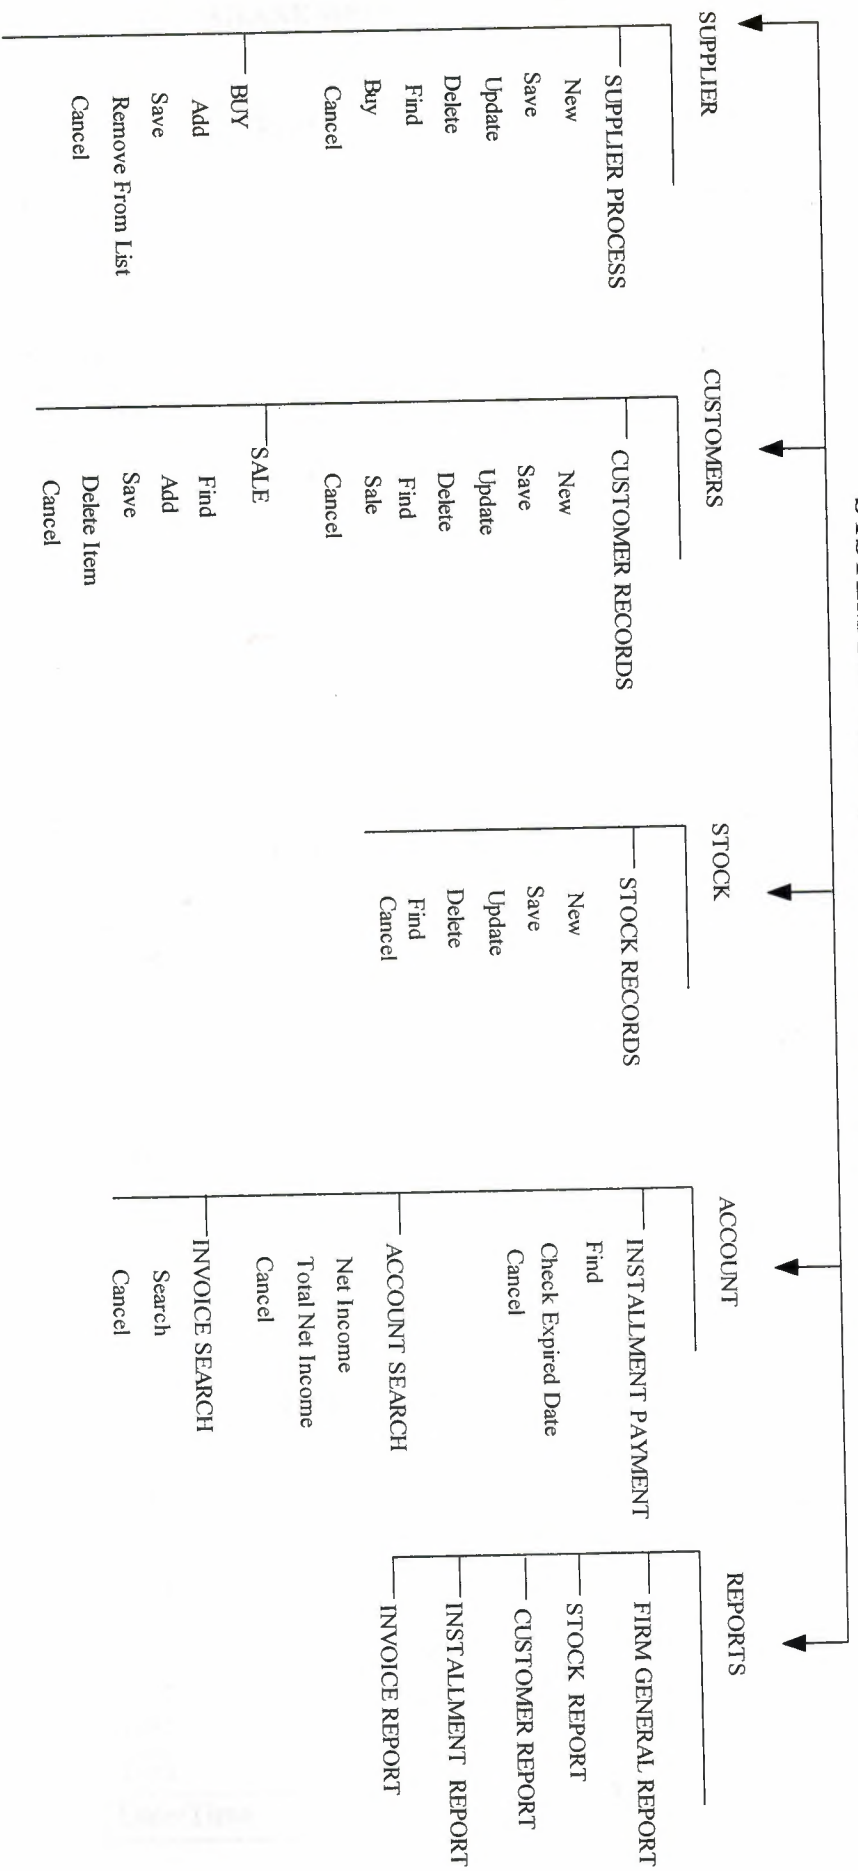 SUPPLIER
SUPPLIER PROCESS
New
Save
Update
Delete
Find
Buy
Cancel
BUY
Add
Save
Remove From List
Cancel
CUSTOMERS
CUSTOMER RECORDS
New
Save
Update
Delete
Find
Sale
Cancel
SALE
Find
Add
Save
Delete Item
Cancel
STOCK
STOCK RECORDS
New
Save
Update
Delete
Find
Cancel
ACCOUNT
INSTALLMENT PAYMENT
Find
Check Expired Date
Cancel
ACCOUNT SEARCH
Net Income
Total Net Income
Cancel
INVOICE SEARCH
Search
Cancel
REPORTS
FIRM GENERAL REPORT
STOCK REPORT
CUSTOMER REPORT
INSTALLMENT REPORT
INVOICE REPORT